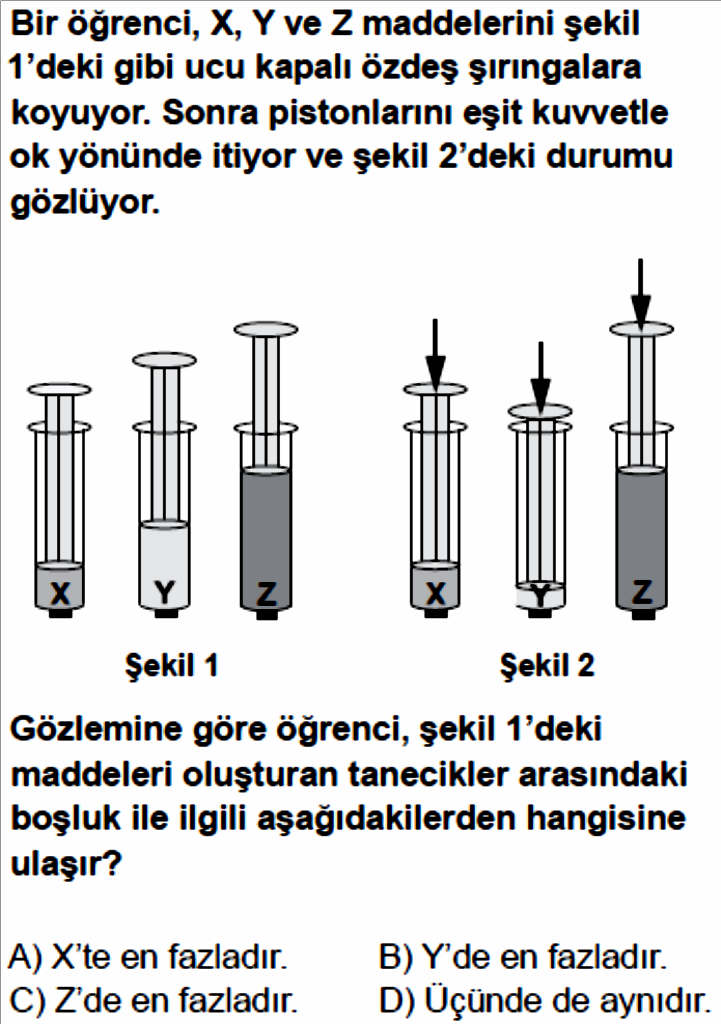 Bir öğrenci, X, Y ve Z maddelerini şekil
1’deki gibi ucu kapalı özdeş şırıngalara
koyuyor. Sonra pistonlarını eşit kuvvetle
ok yönünde itiyor ve şekil 2’deki durumu
gözlüyor.
X Y Z X Y Z
Şekil 1 Şekil 2
Gözlemine göre öğrenci, şekil 1’deki
maddeleri oluşturan tanecikler arasındaki
boşluk ile ilgili aşağıdakilerden hangisine
ulaşır?
A) X’te en fazladır. B) Y’de en fazladır.
C) Z’de en fazladır. D) Üçünde de aynıdır.